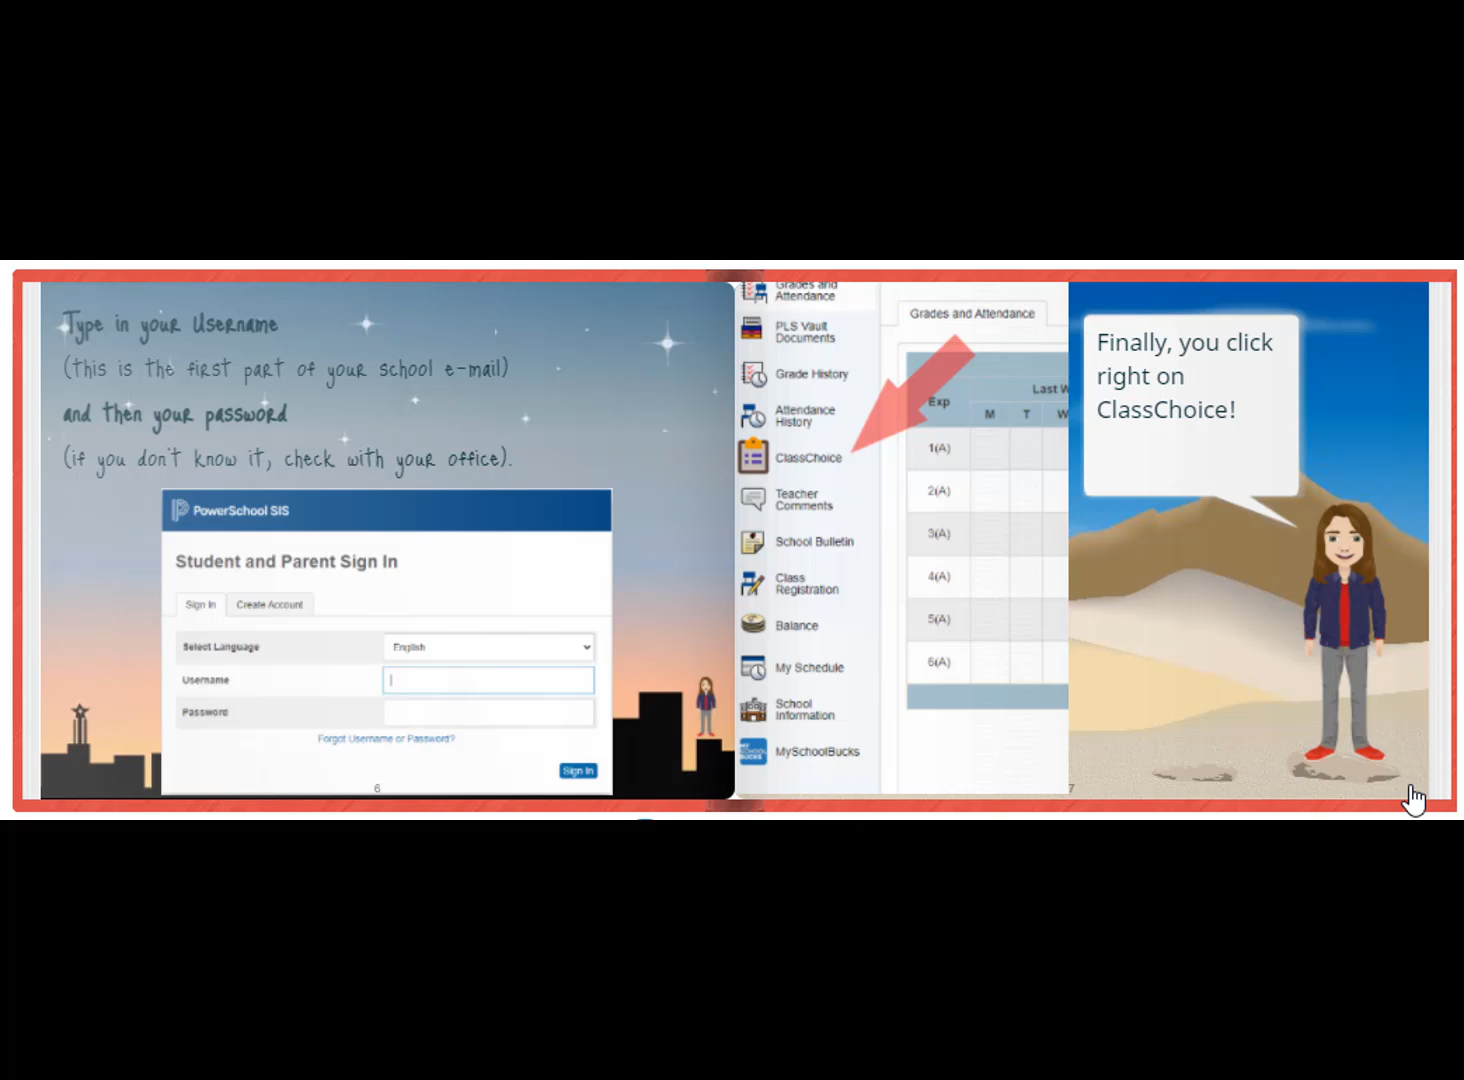 Type in your Username
(this is the first part of your school e-mail)
and then your password
(if you don't know it, check with your office).
PowerSchool SIS
Student and Parent Sign In
Sign In
Create Account
Select Language
English
Username
Password
Forgot Username or Password?
Sign In
6
Grades and
Attendance
PLS Vault
Documents
Grade History
Attendance
History
ClassChoice
Teacher
Comments
School Bulletin
Class
Registration
Balance
My Schedule
School
Information
MY
SCHOOL
BUCKS
MySchoolBucks
Grades and Attendance
Exp
Last W
M T W
1(A)
2(A)
3(A)
4(A)
5(A)
6(A)
Finally, you click
right on
ClassChoice!
7